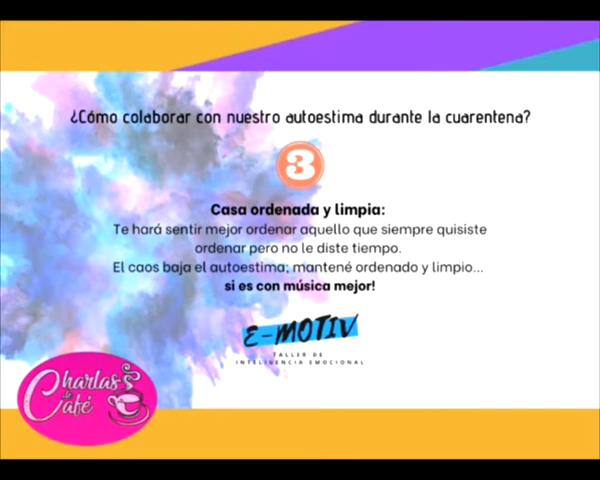 ¿Cómo colaborar con nuestro autoestima durante la cuarentena?
3
Casa ordenada y limpia:
Te hará sentir mejor ordenar aquello que siempre quisiste
ordenar pero no le diste tiempo.
El caos baja el autoestima; mantené ordenado y limpio...
si es con música mejor!
E-MOTIV
TALLER DE
INTELIGENCIA EMOCIONAL
Charlas
de
Café